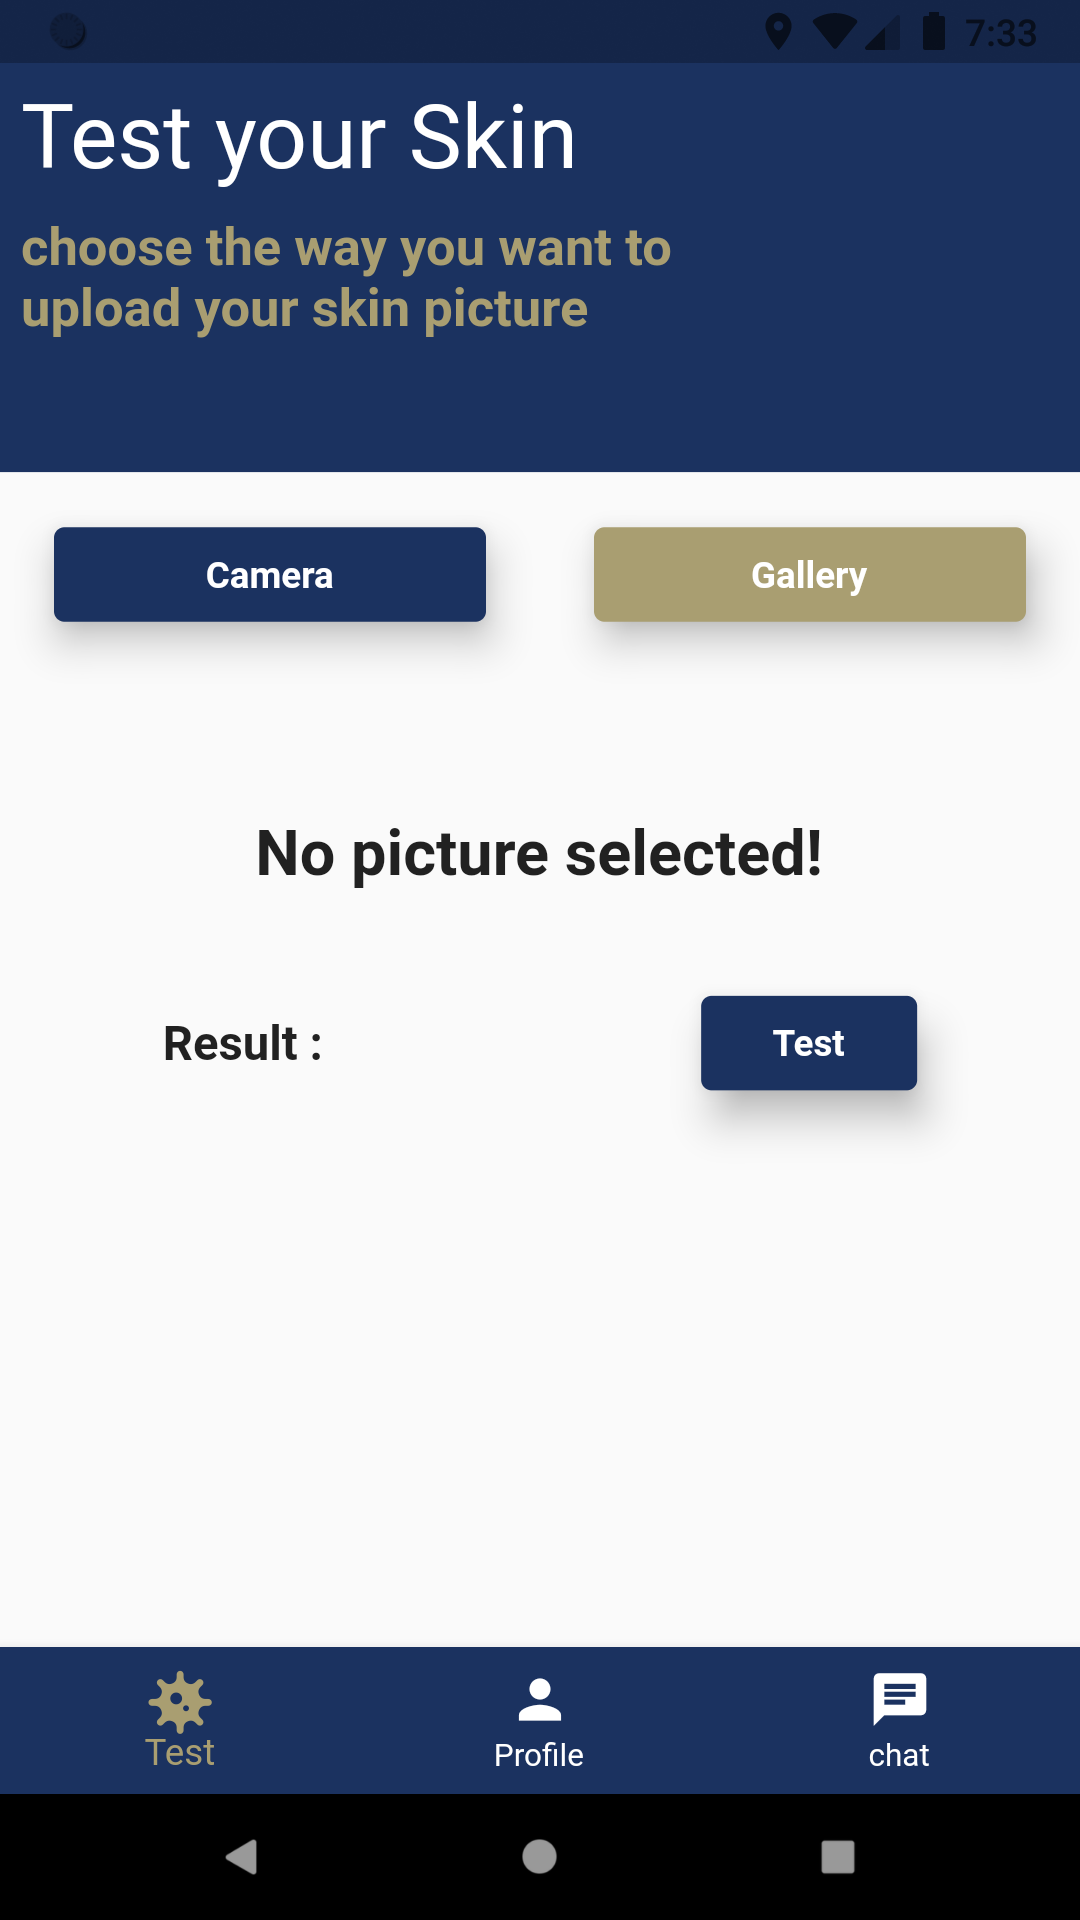 7:33
Test your Skin
choose the way you want to
upload your skin picture
Camera
Gallery
No picture selected!
Result :
Test
Test
Profile
chat